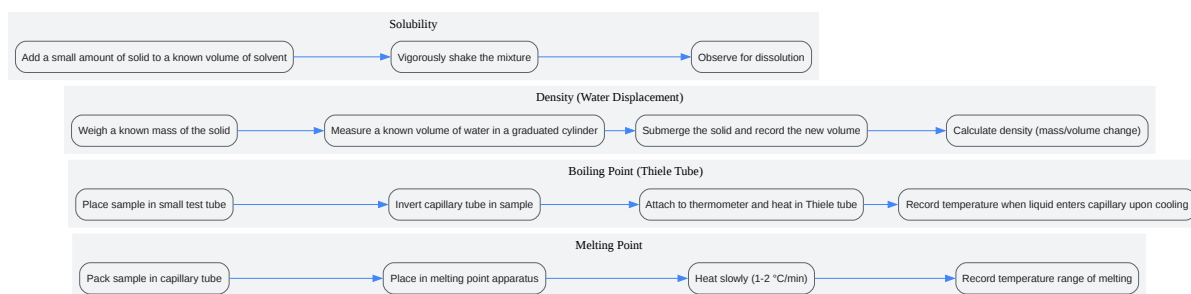 Solubility
Add a small amount of solid to a known volume of solvent
Vigorously shake the mixture
Observe for dissolution
Density (Water Displacement)
Weigh a known mass of the solid
Measure a known volume of water in a graduated cylinder
Submerge the solid and record the new volume
Calculate density (mass/volume change)
Boiling Point (Thiele Tube)
Place sample in small test tube
Invert capillary tube in sample
Attach to thermometer and heat in Thiele tube
Record temperature when liquid enters capillary upon cooling
Melting Point
Pack sample in capillary tube
Place in melting point apparatus
Heat slowly (1-2 °C/min)
Record temperature range of melting